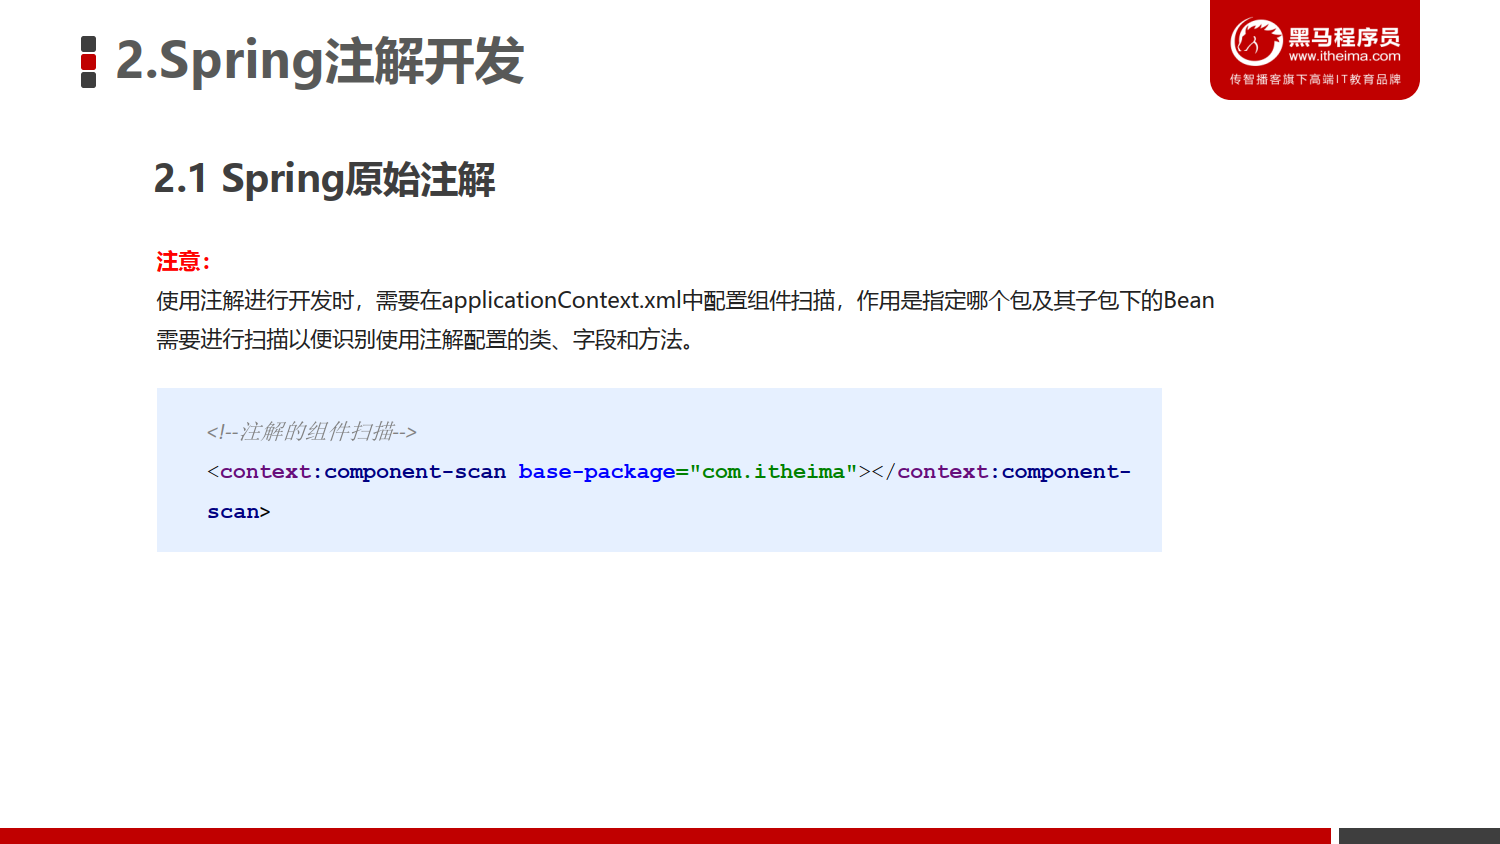 2.Spring注解开发
黑马程序员
www.itheima.com
传智播客旗下高端IT教育品牌
2.1 Spring原始注解
注意：
使用注解进行开发时，需要在applicationContext.xml中配置组件扫描，作用是指定哪个包及其子包下的Bean
需要进行扫描以便识别使用注解配置的类、字段和方法。
<!--注解的组件扫描-->
<context:component-scan base-package="com.itheima"></context:component-
scan>